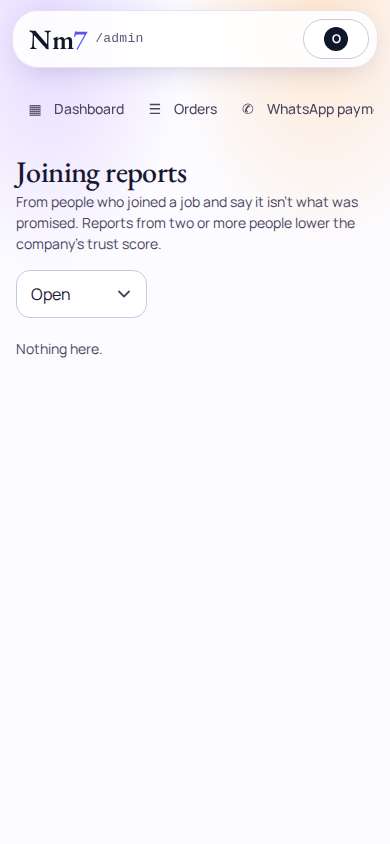 Nm7 /admin O
Dashboard Orders WhatsApp paym
Joining reports
From people who joined a job and say it isn't what was
promised. Reports from two or more people lower the
company's trust score.
Open
Nothing here.